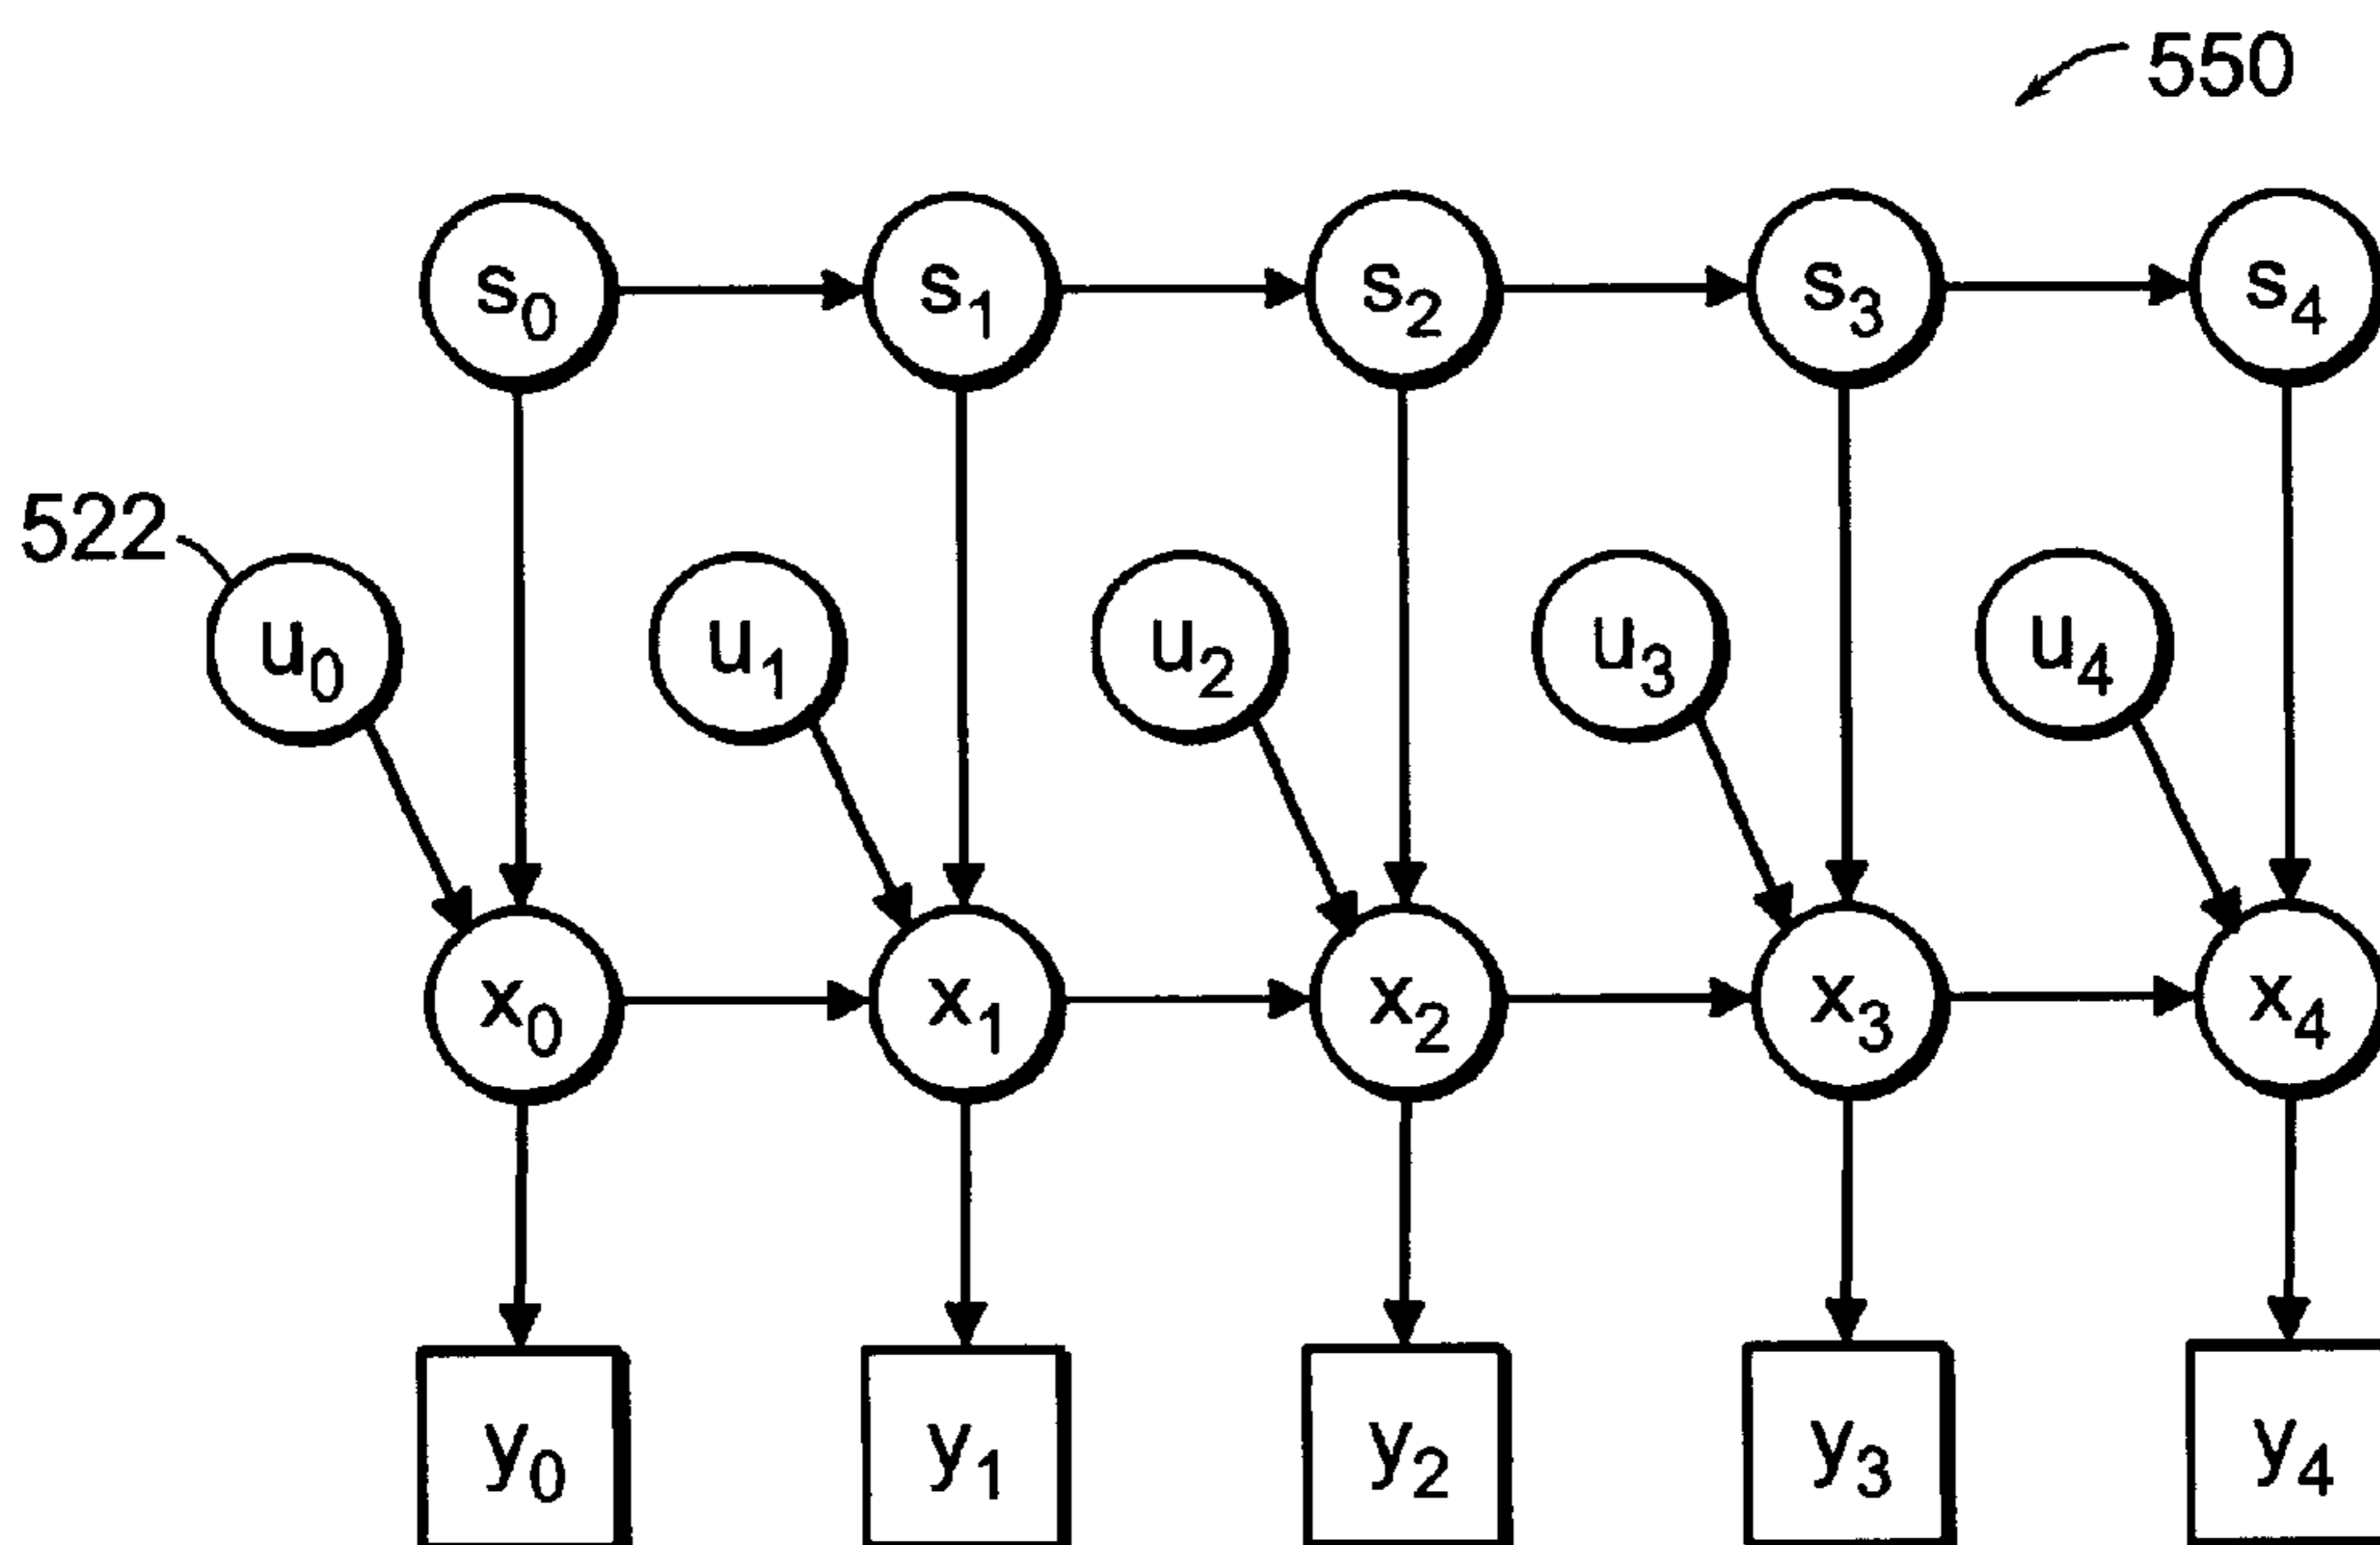 550
s₀ s₁ s₂ s₃ s₄
522
u₀ u₁ u₂ u₃ u₄
x₀ x₁ x₂ x₃ x₄
y₀ y₁ y₂ y₃ y₄